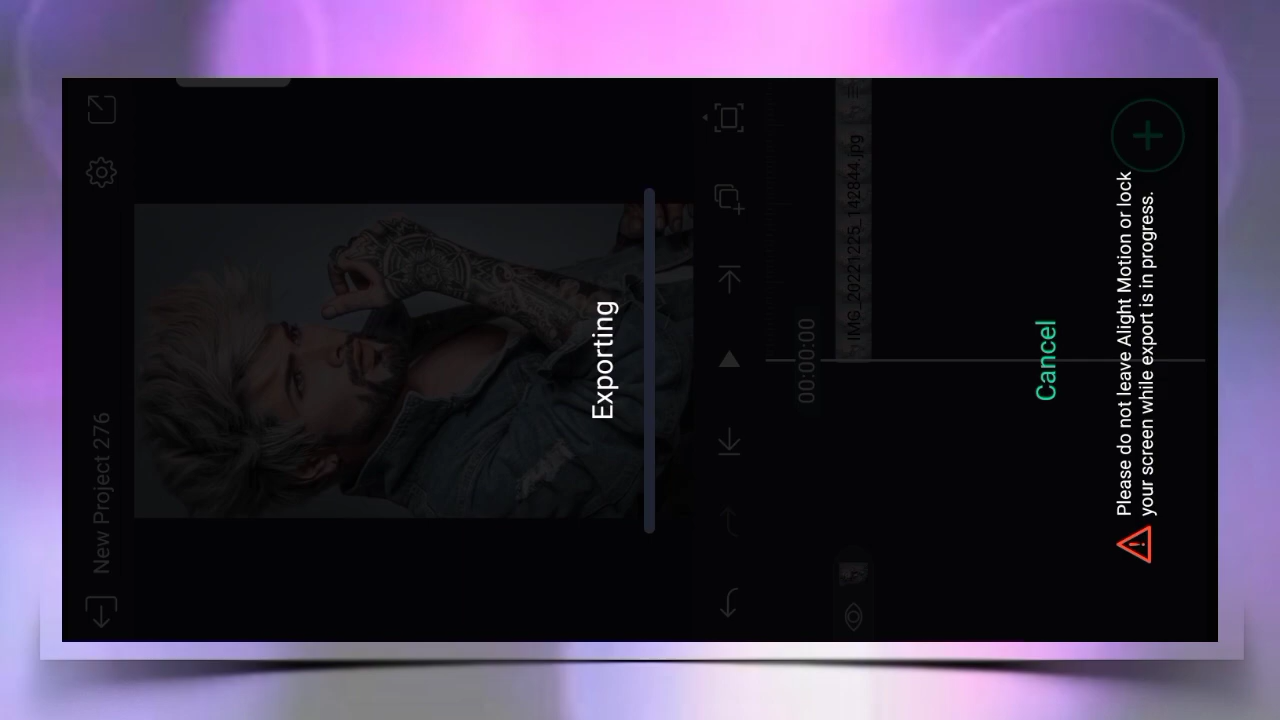 New Project 276
Exporting
00:00:00
IMG_20221225_142844.jpg
Cancel
Please do not leave Alight Motion or lock
your screen while export is in progress.